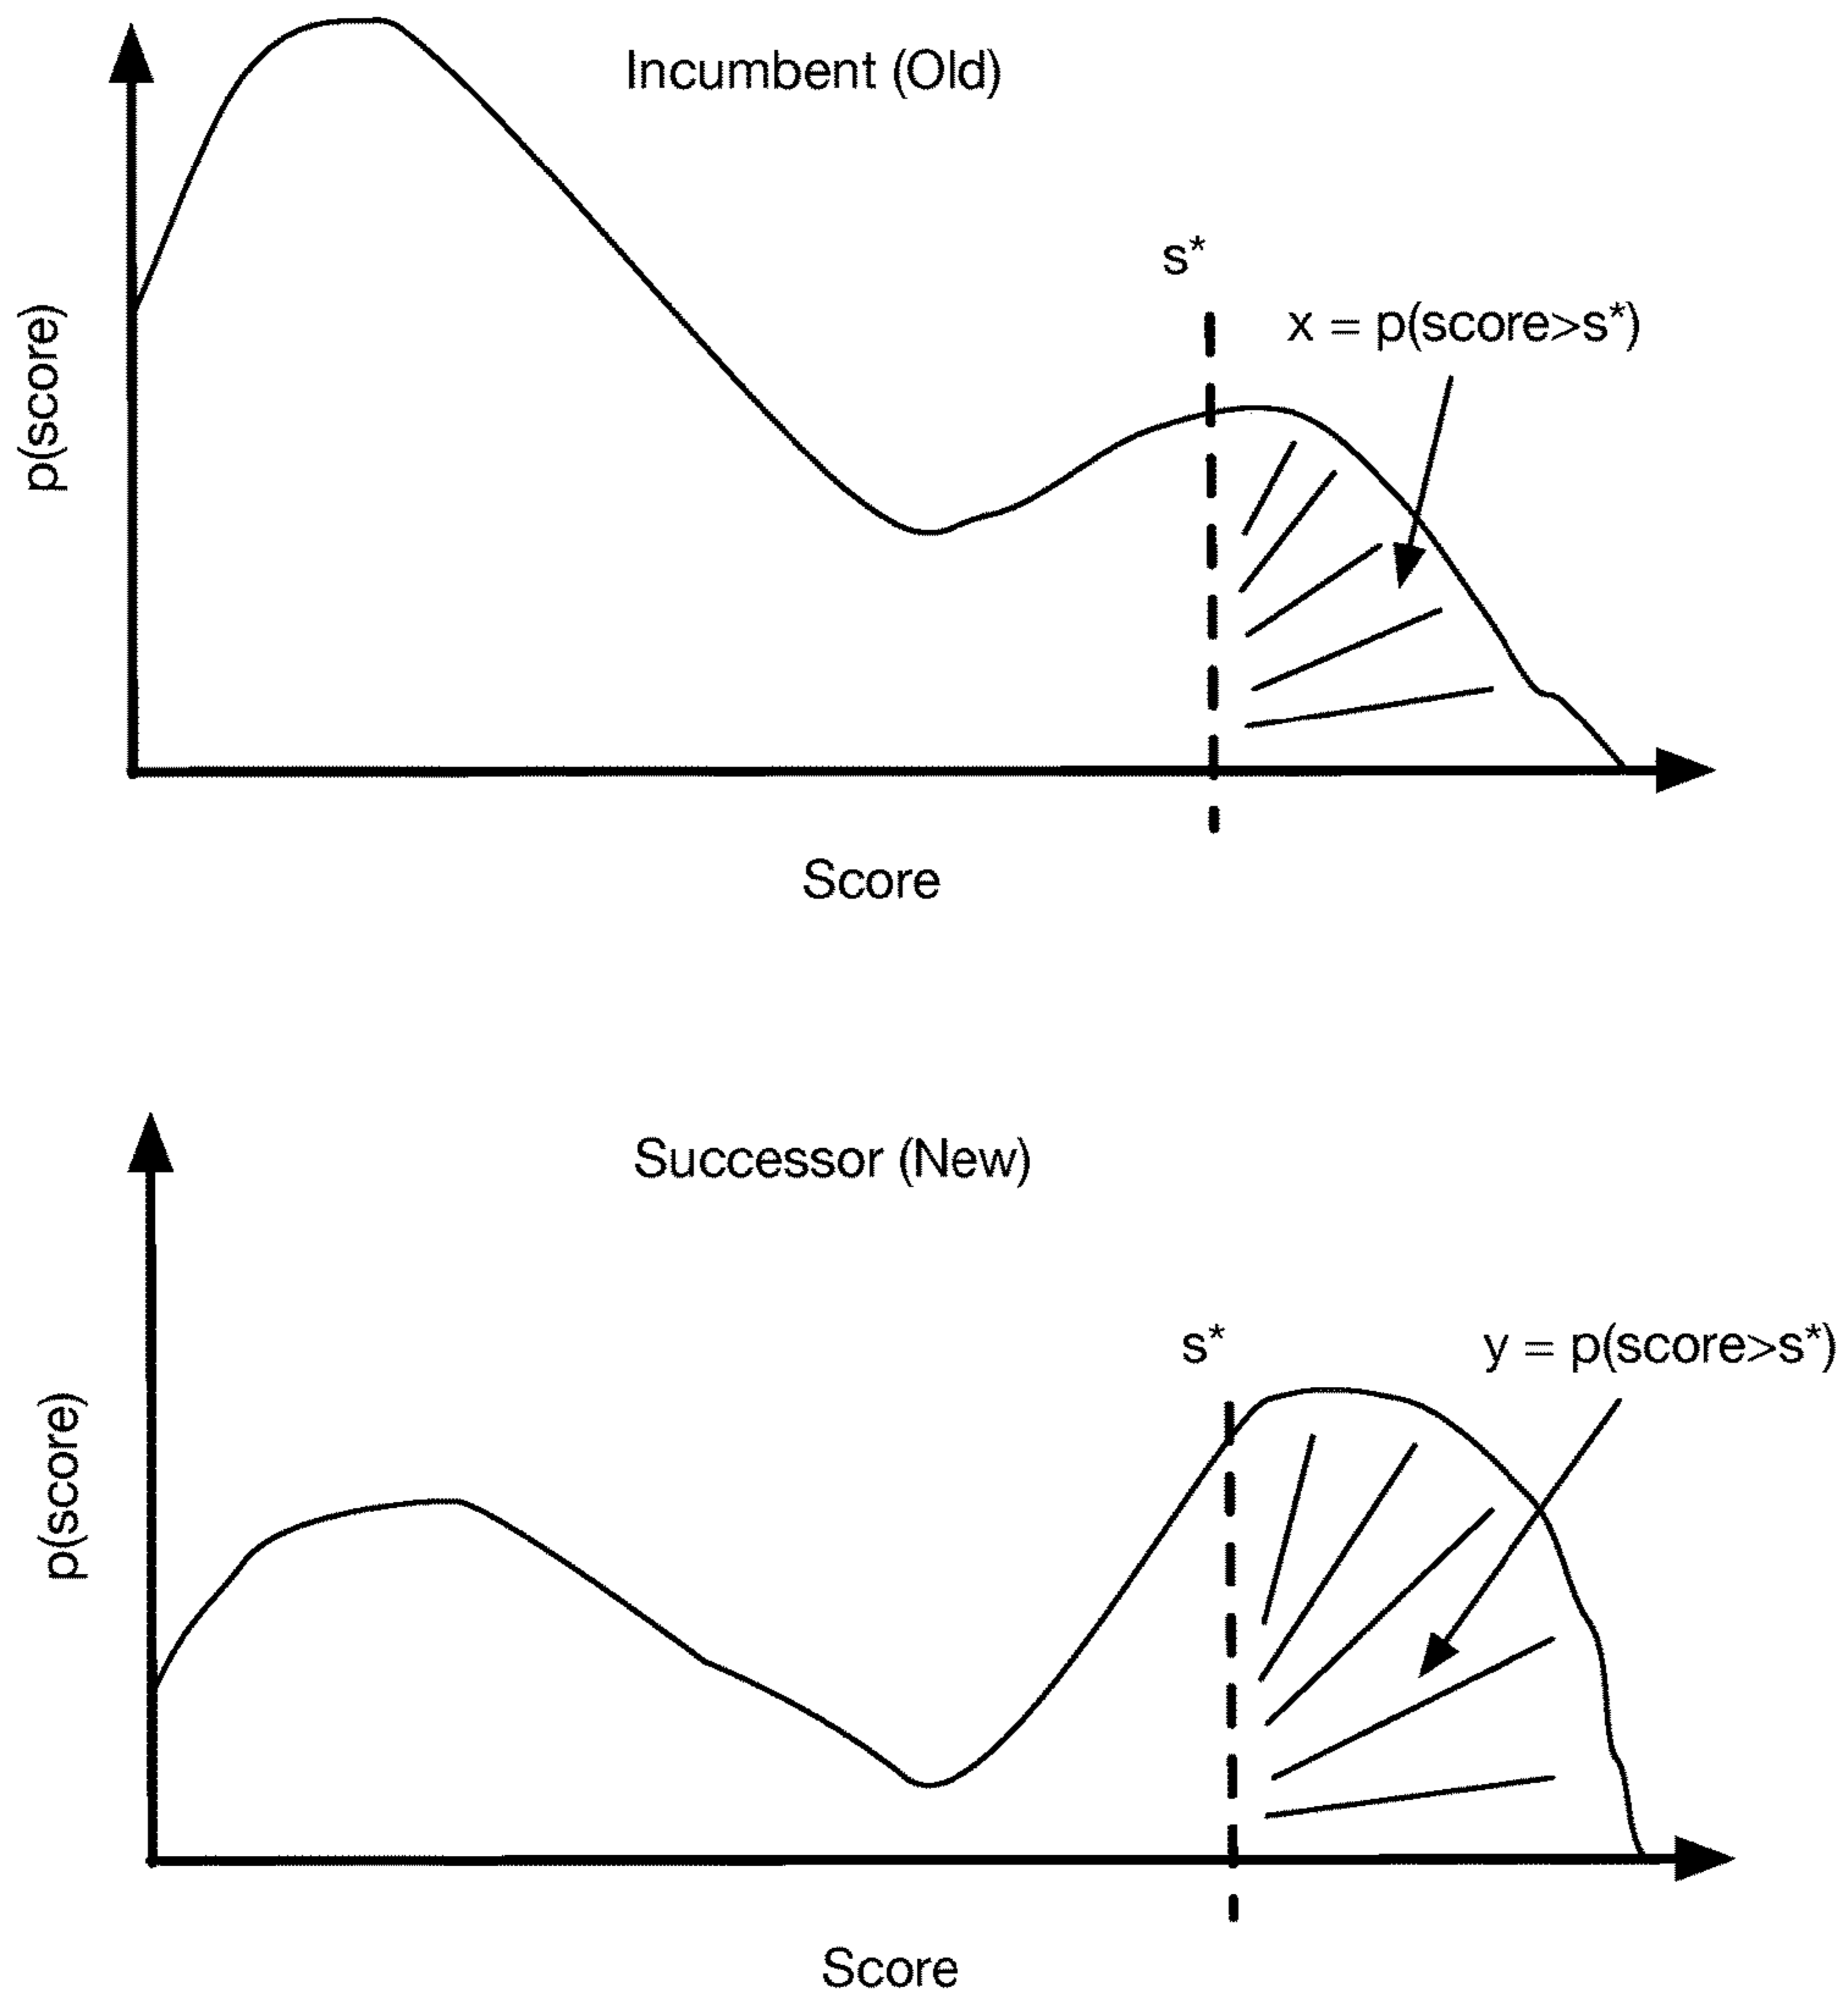 Incumbent (Old)
s*
x = p(score>s*)
p(score)
Score
Successor (New)
s*
y = p(score>s*)
p(score)
Score